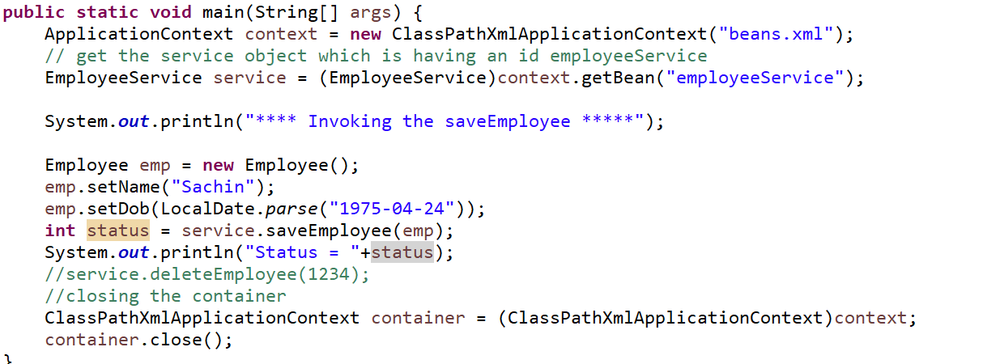 public static void main(String[] args) {
    ApplicationContext context = new ClassPathXmlApplicationContext("beans.xml");
    // get the service object which is having an id employeeService
    EmployeeService service = (EmployeeService)context.getBean("employeeService");

    System.out.println("**** Invoking the saveEmployee *****");

    Employee emp = new Employee();
    emp.setName("Sachin");
    emp.setDob(LocalDate.parse("1975-04-24"));
    int status = service.saveEmployee(emp);
    System.out.println("Status = "+status);
    //service.deleteEmployee(1234);
    //closing the container
    ClassPathXmlApplicationContext container = (ClassPathXmlApplicationContext)context;
    container.close();
}